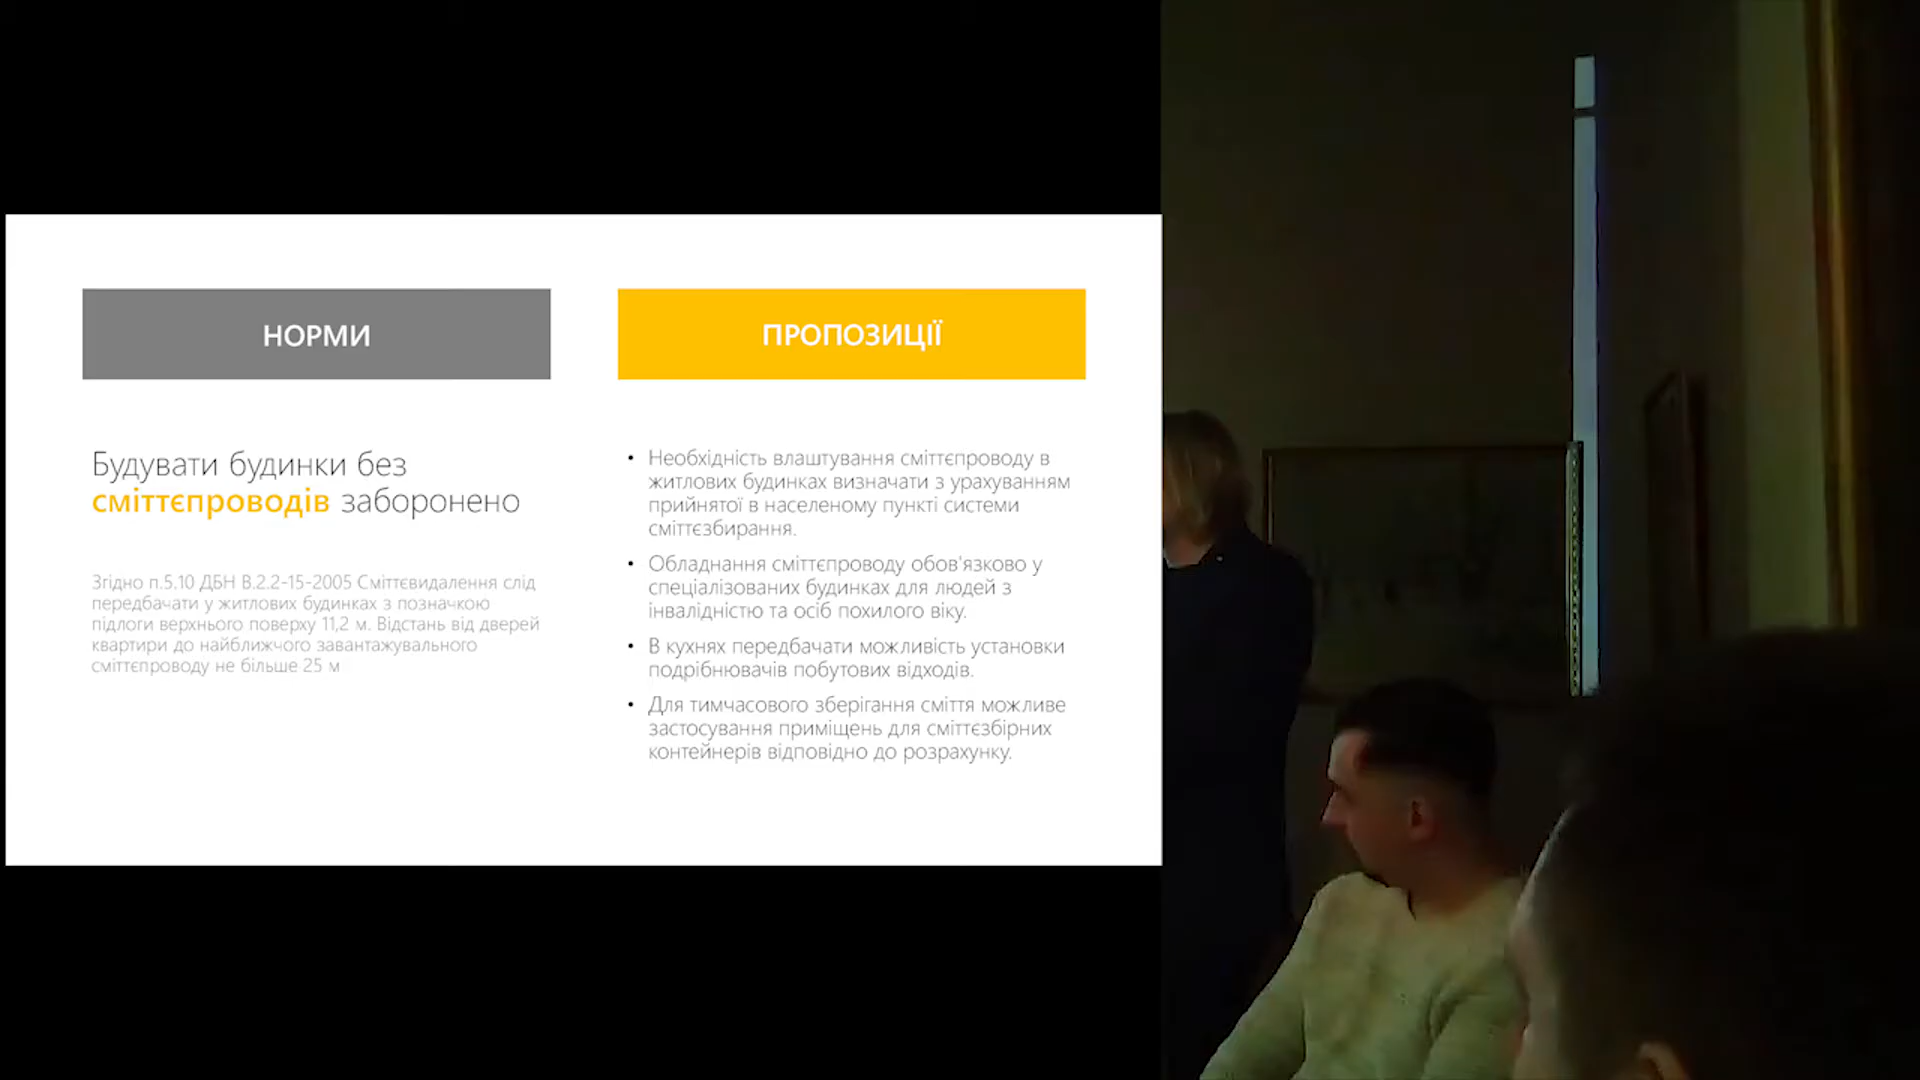 НОРМИ
Будувати будинки без
сміттєпроводів заборонено
Згідно п.5.10 ДБН В.2.2-15-2005 Сміттєвидалення слід
передбачати у житлових будинках з позначкою
підлоги верхнього поверху 11,2 м. Відстань від дверей
квартири до найближчого завантажувального
сміттєпроводу не більше 25 м
ПРОПОЗИЦІЇ
• Необхідність влаштування сміттєпроводу в
житлових будинках визначати з урахуванням
прийнятої в населеному пункті системи
сміттєзбирання.
• Обладнання сміттєпроводу обов'язково у
спеціалізованих будинках для людей з
інвалідністю та осіб похилого віку.
• В кухнях передбачати можливість установки
подрібнювачів побутових відходів.
• Для тимчасового зберігання сміття можливе
застосування приміщень для сміттєзбірних
контейнерів відповідно до розрахунку.